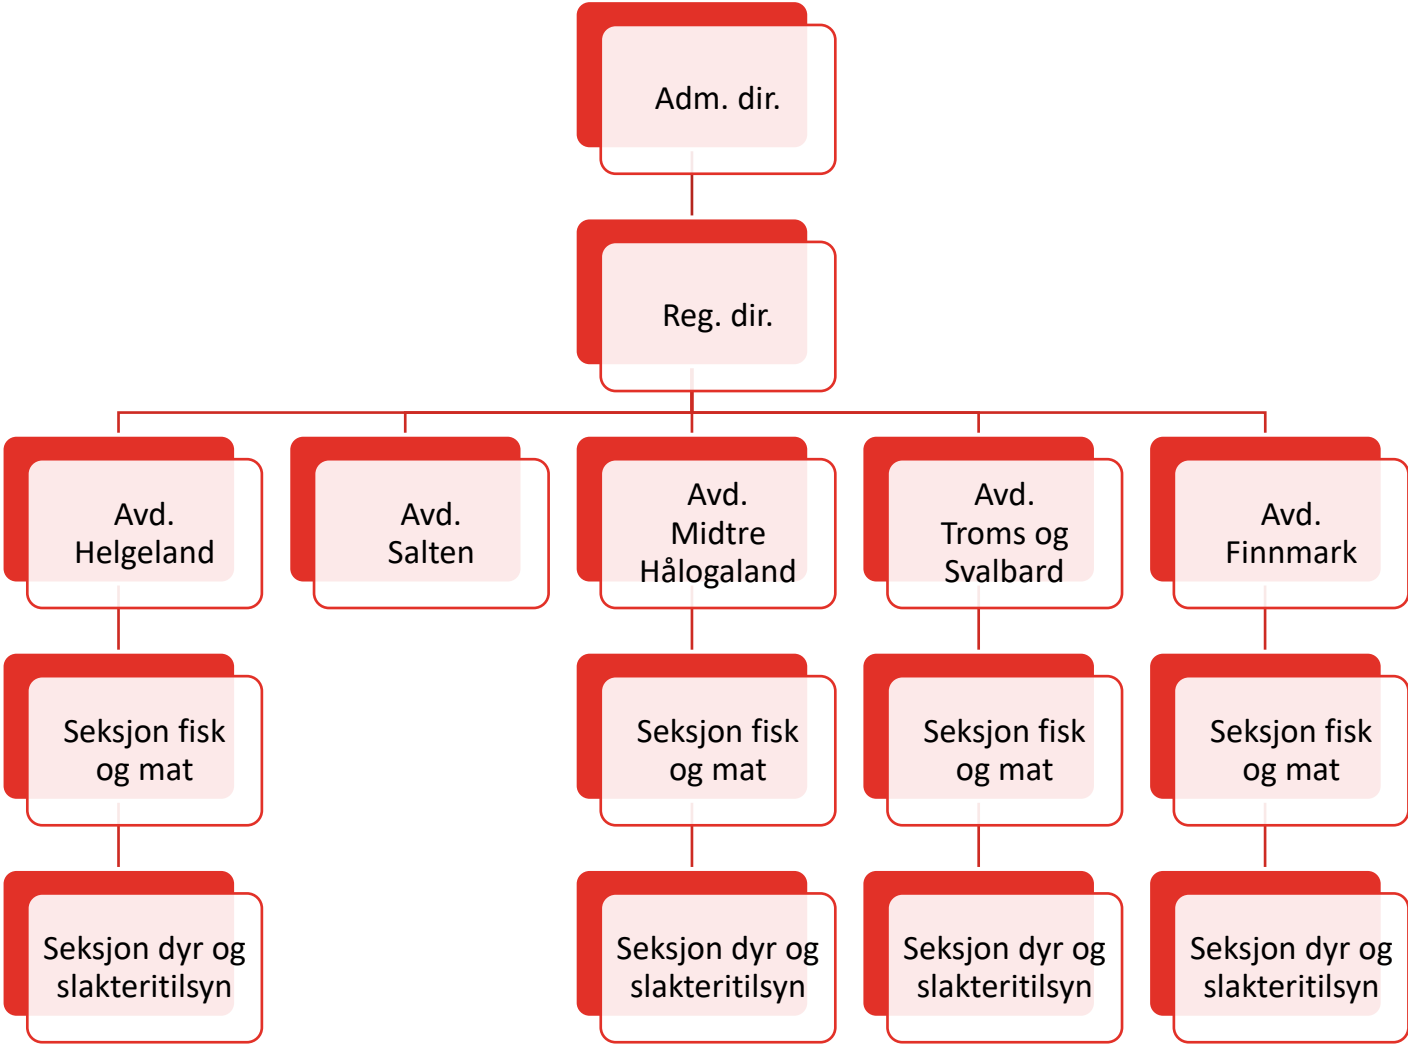 Adm. dir.
Reg. dir.
Avd.
Helgeland
Avd.
Salten
Avd.
Midtre
Hålogaland
Avd.
Troms og
Svalbard
Avd.
Finnmark
Seksjon fisk
og mat
Seksjon fisk
og mat
Seksjon fisk
og mat
Seksjon fisk
og mat
Seksjon dyr og
slakteritilsyn
Seksjon dyr og
slakteritilsyn
Seksjon dyr og
slakteritilsyn
Seksjon dyr og
slakteritilsyn